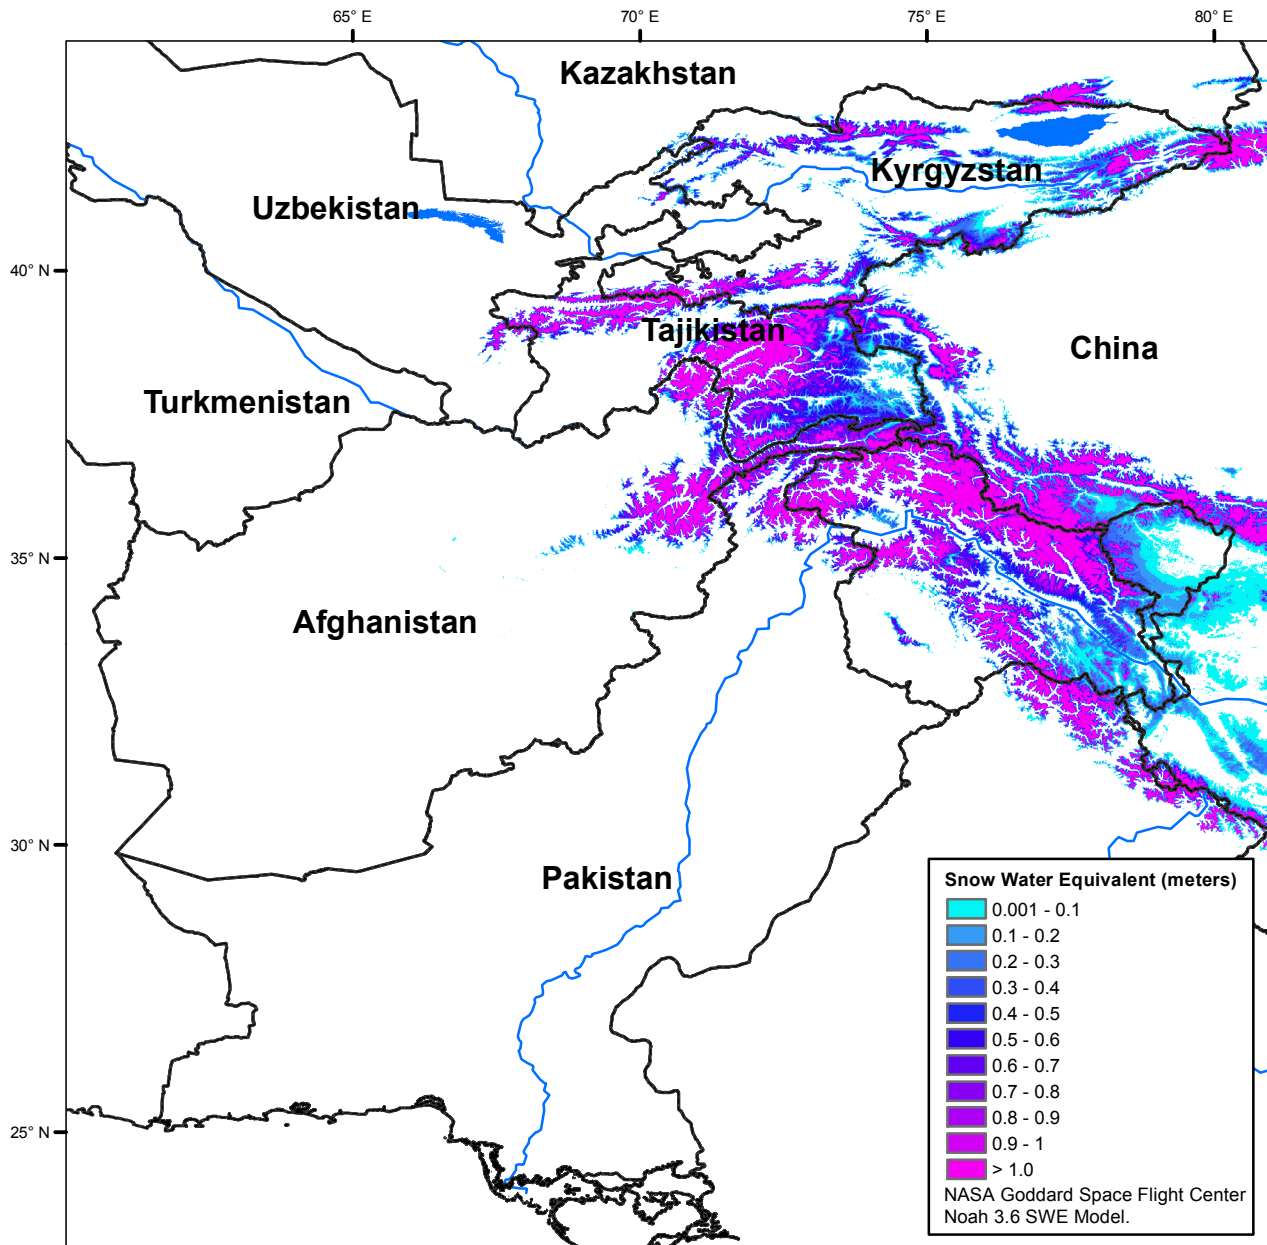 65° E
70° E
75° E
80° E
Kazakhstan
Kyrgyzstan
Uzbekistan
40° N
Tajikistan
China
Turkmenistan
35° N
Afghanistan
30° N
Pakistan
25° N
Snow Water Equivalent (meters)
0.001 - 0.1
0.1 - 0.2
0.2 - 0.3
0.3 - 0.4
0.4 - 0.5
0.5 - 0.6
0.6 - 0.7
0.7 - 0.8
0.8 - 0.9
0.9 - 1
> 1.0
NASA Goddard Space Flight Center
Noah 3.6 SWE Model.